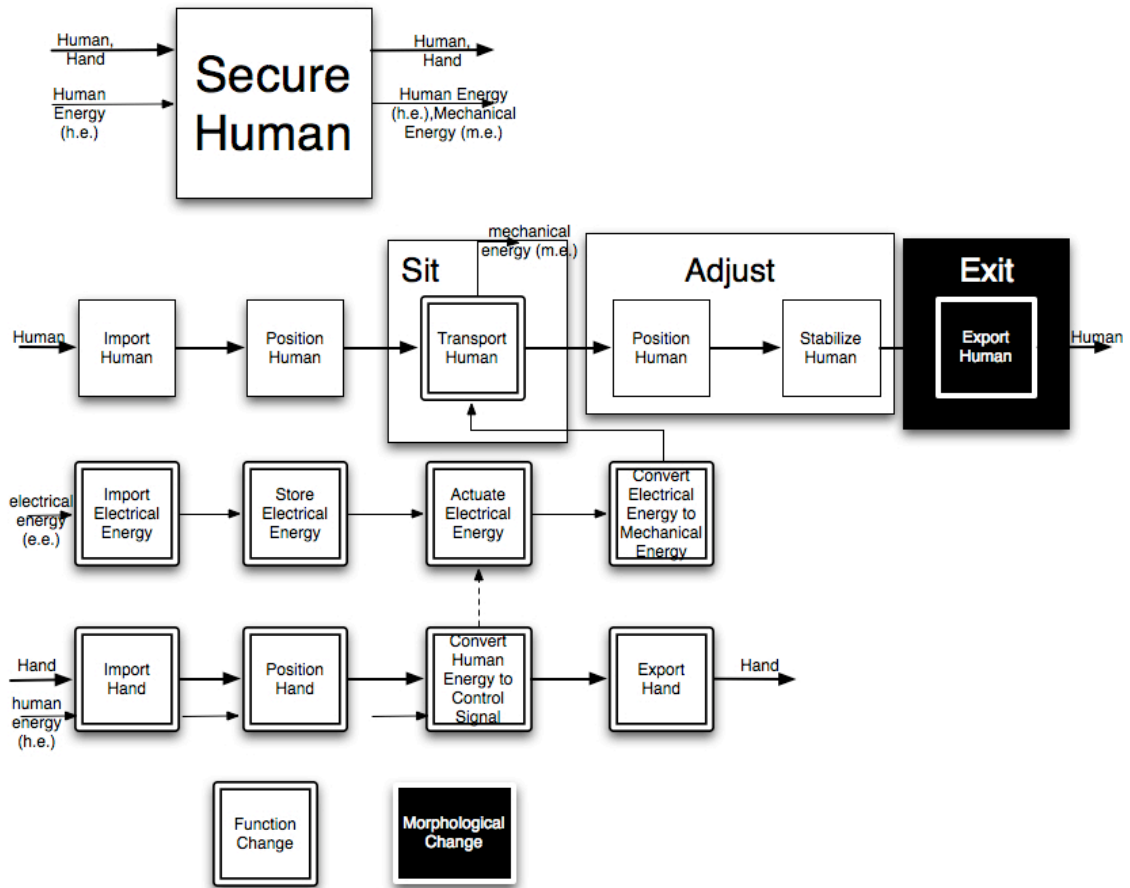 Human,
Hand
Human
Energy
(h.e.)
Secure
Human
Human,
Hand
Human Energy
(h.e.),Mechanical
Energy (m.e.)
mechanical
energy (m.e.)
Sit
Adjust
Exit
Human
Import
Human
Position
Human
Transport
Human
Position
Human
Stabilize
Human
Export
Human
Human
electrical
energy
(e.e.)
Import
Electrical
Energy
Store
Electrical
Energy
Actuate
Electrical
Energy
Convert
Electrical
Energy to
Mechanical
Energy
Hand
human
energy
(h.e.)
Import
Hand
Position
Hand
Convert
Human
Energy to
Control
Signal
Export
Hand
Hand
Function
Change
Morphological
Change